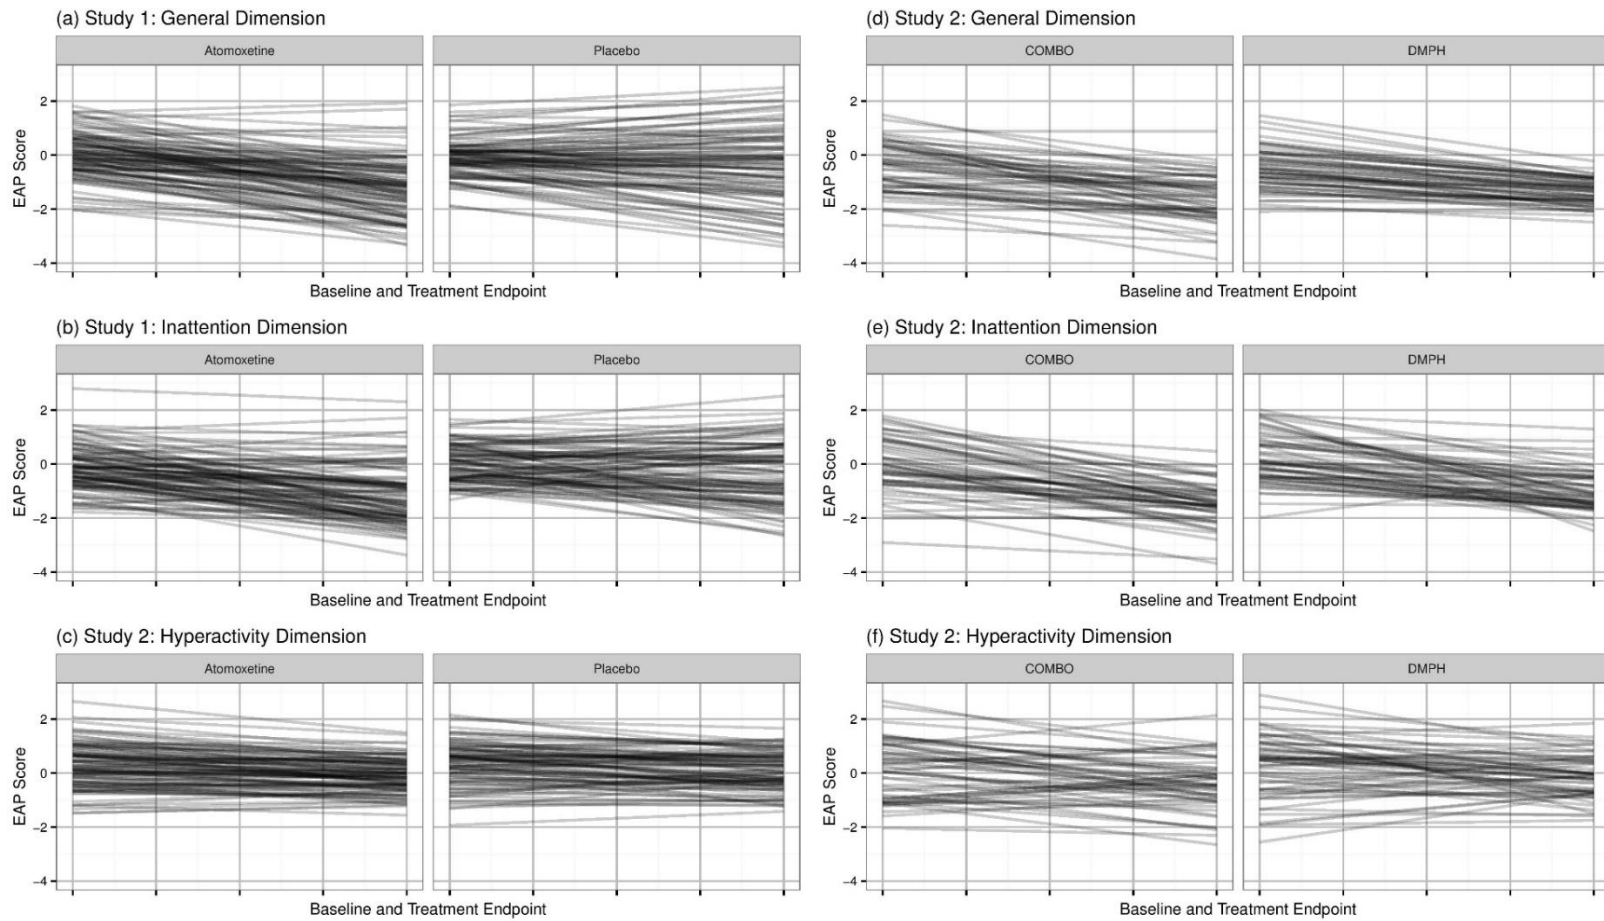 (a) Study 1: General Dimension
Atomoxetine
Placebo
EAP Score
2
0
−2
−4
Baseline and Treatment Endpoint
(b) Study 1: Inattention Dimension
Atomoxetine
Placebo
EAP Score
2
0
−2
−4
Baseline and Treatment Endpoint
(c) Study 2: Hyperactivity Dimension
Atomoxetine
Placebo
EAP Score
2
0
−2
−4
Baseline and Treatment Endpoint
(d) Study 2: General Dimension
COMBO
DMPH
EAP Score
2
0
−2
−4
Baseline and Treatment Endpoint
(e) Study 2: Inattention Dimension
COMBO
DMPH
EAP Score
2
0
−2
−4
Baseline and Treatment Endpoint
(f) Study 2: Hyperactivity Dimension
COMBO
DMPH
EAP Score
2
0
−2
−4
Baseline and Treatment Endpoint